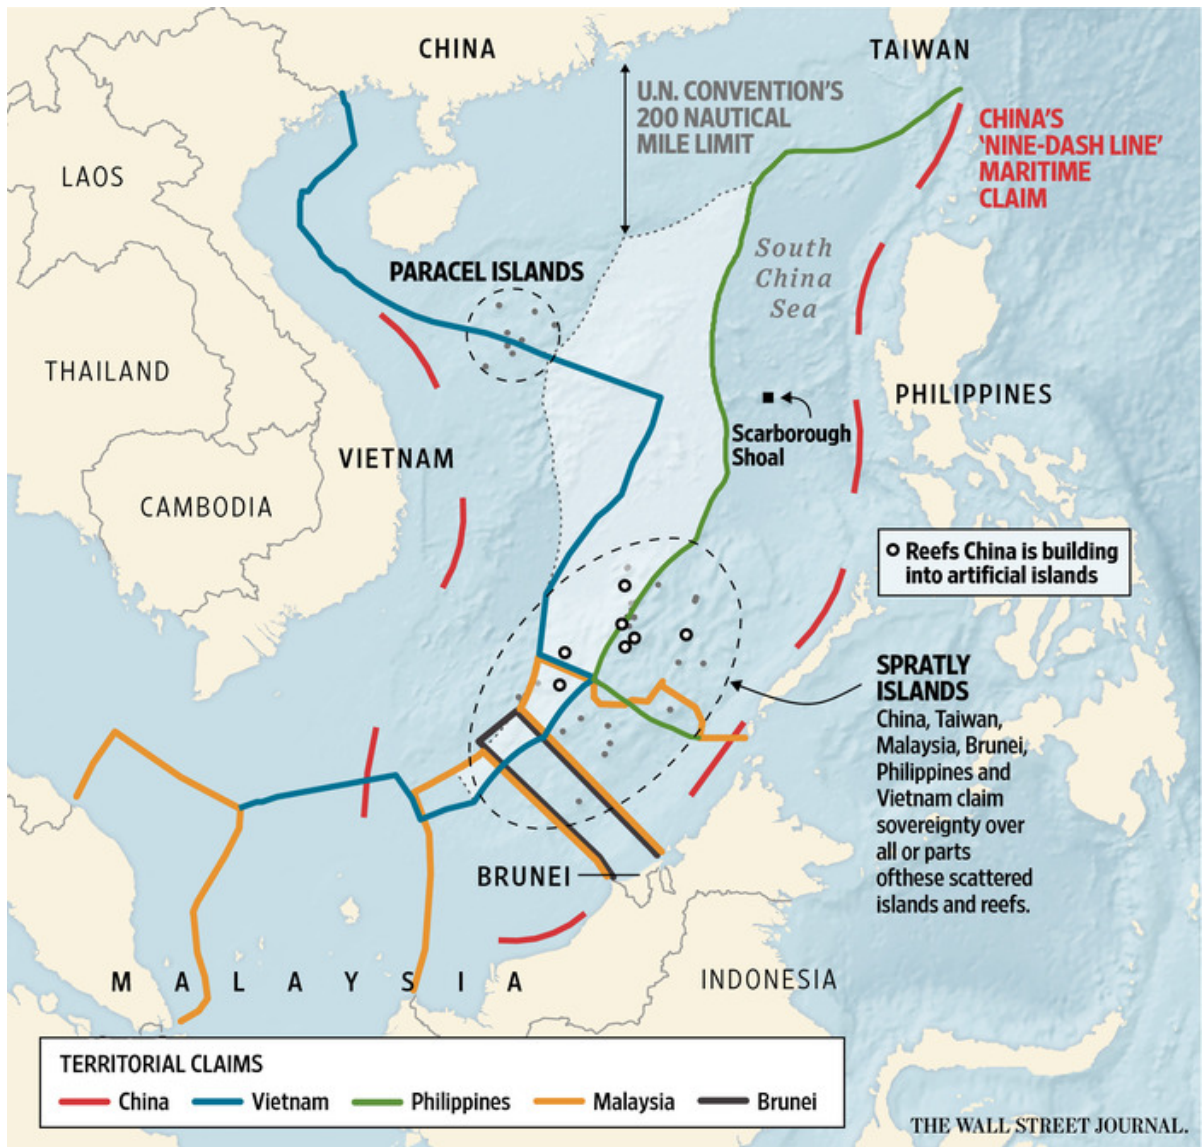 CHINA
TAIWAN
U.N. CONVENTION'S
200 NAUTICAL
MILE LIMIT
CHINA'S
'NINE-DASH LINE'
MARITIME
CLAIM
LAOS
South
China
Sea
PARACEL ISLANDS
THAILAND
PHILIPPINES
Scarborough
Shoal
VIETNAM
CAMBODIA
Reefs China is building
into artificial islands
SPRATLY
ISLANDS
China, Taiwan,
Malaysia, Brunei,
Philippines and
Vietnam claim
sovereignty over
all or parts
ofthese scattered
islands and reefs.
BRUNEI
MALAYSIA
INDONESIA
TERRITORIAL CLAIMS
China Vietnam Philippines Malaysia Brunei
THE WALL STREET JOURNAL.